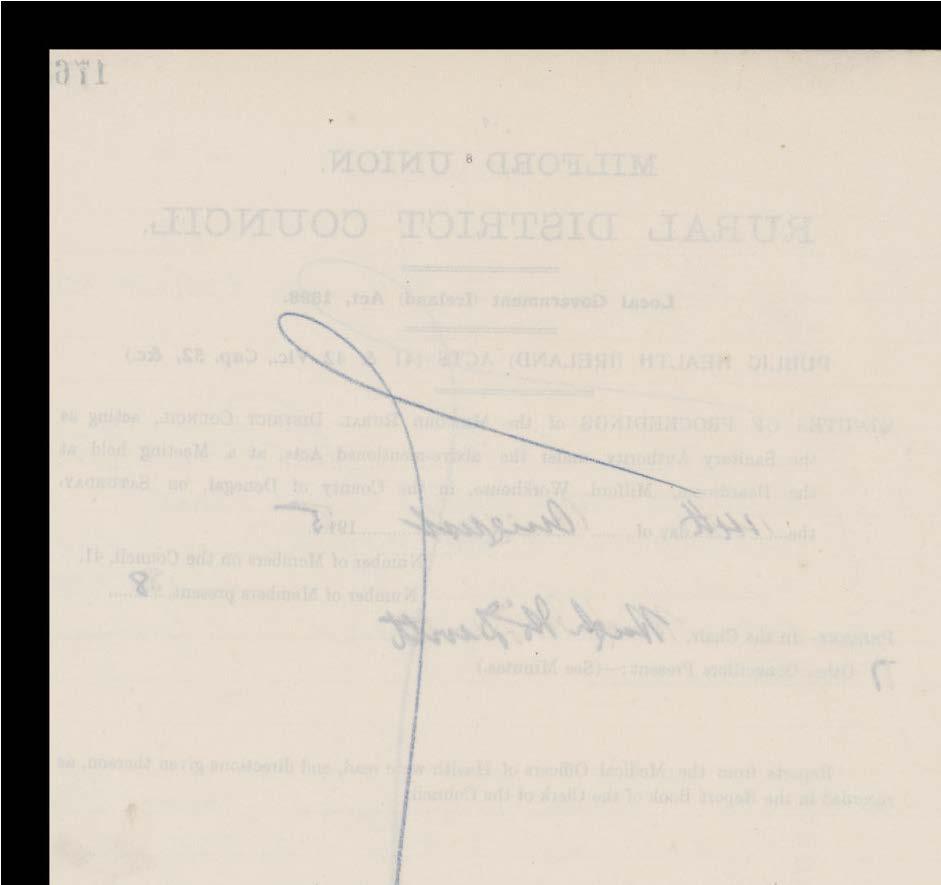 176
MILFORD UNION.
RURAL DISTRICT COUNCIL.
Local Government (Ireland) Act, 1898.
PUBLIC HEALTH (IRELAND) ACTS (41 & 42 Vic., Cap. 52, &c.)
MINUTES OF PROCEEDINGS of the MILFORD RURAL DISTRICT COUNCIL, acting as
the Sanitary Authority under the above-mentioned Acts, at a Meeting held at
the Boardroom, Milford Workhouse, in the County of Donegal, on SATURDAY,
the 14th day of August 1915
Number of Members on the Council, 41.
Number of Members present, 8
PRESENT—In the Chair, Hugh McDevitt
7 Other Councillors Present:—(See Minutes)
Reports from the Medical Officers of Health were read, and directions given thereon, as
recorded in the Report Book of the Clerk of the Council.